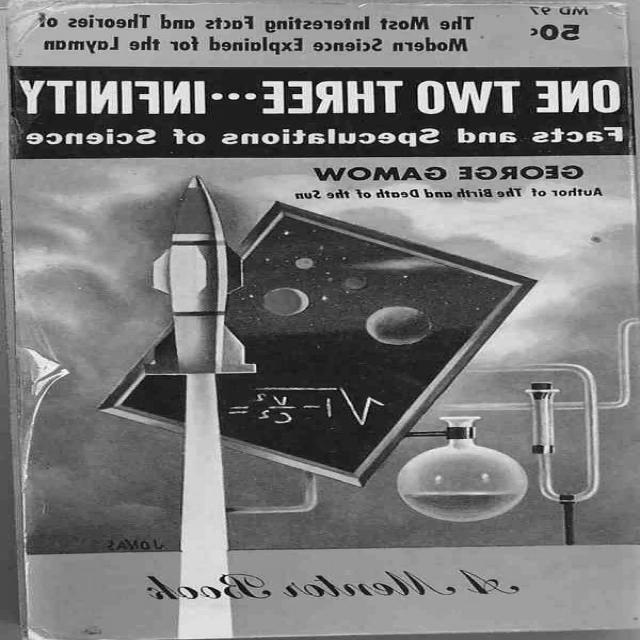 MD 97
50¢
The Most Interesting Facts and Theories of
Modern Science Explained for the Layman
ONE TWO THREE···INFINITY
Facts and Speculations of Science
GEORGE GAMOW
Author of The Birth and Death of the Sun
√1-v²/c² =
JONAS
A Mentor Book